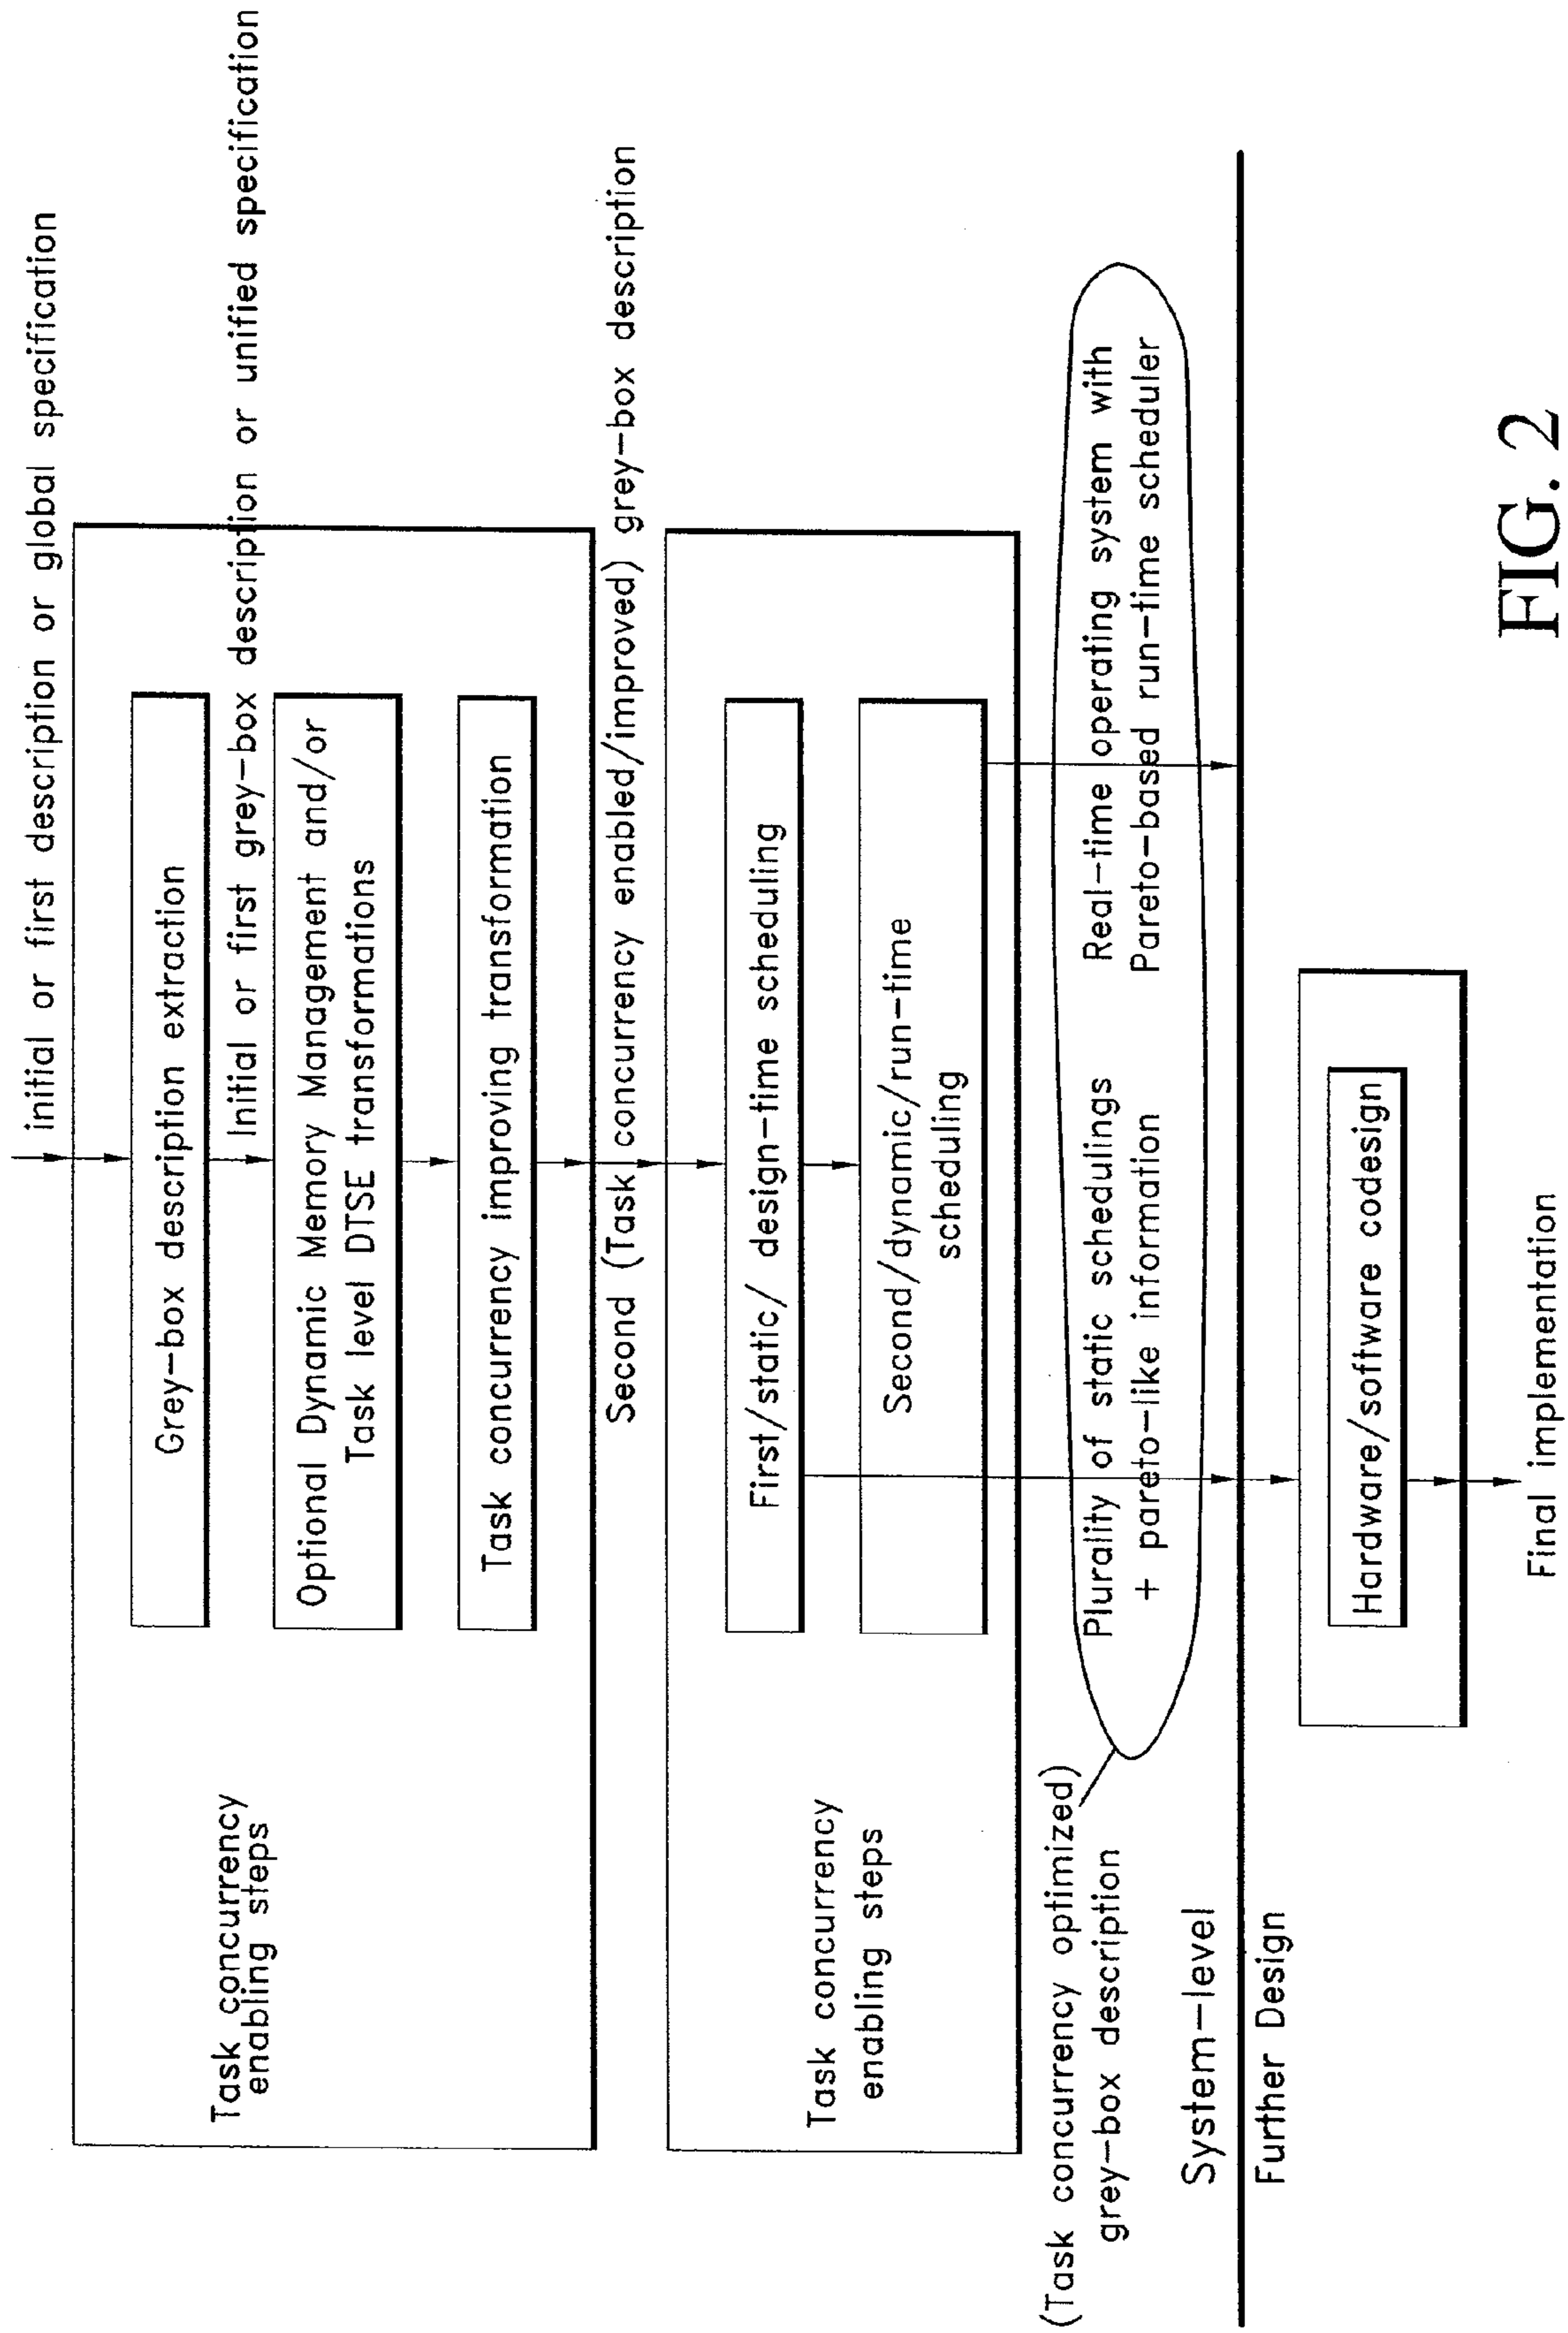 initial or first description or global specification
Grey-box description extraction
Initial or first grey-box description or unified specification
Optional Dynamic Memory Management and/or
Task level DTSE transformations
Task concurrency improving transformation
Task concurrency
enabling steps
Second (Task concurrency enabled/improved) grey-box description
First/static/ design-time scheduling
Second/dynamic/run-time
scheduling
Task concurrency
enabling steps
(Task concurrency optimized)
grey-box description
Plurality of static schedulings
+ pareto-like information
Real-time operating system with
Pareto-based run-time scheduler
System-level
Further Design
Hardware/software codesign
Final implementation
FIG. 2